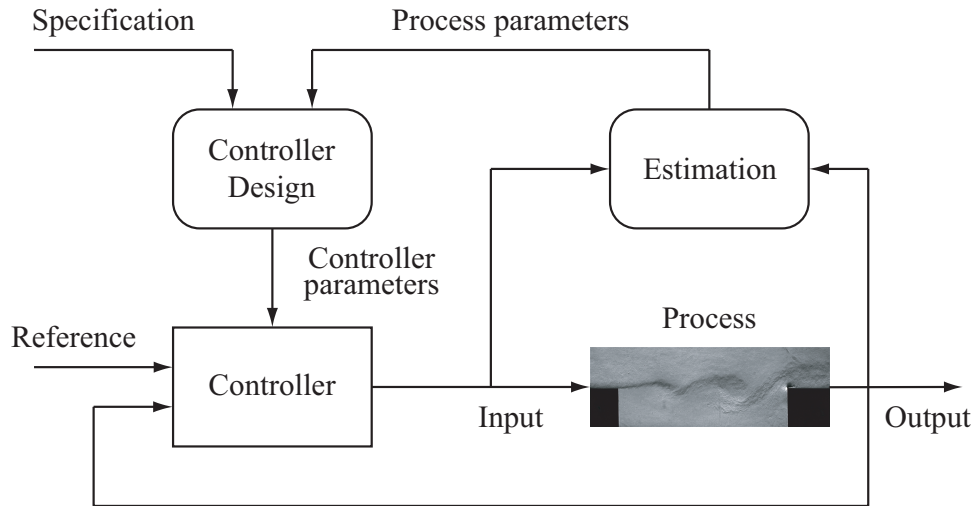 Specification
Process parameters
Controller
Design
Estimation
Controller
parameters
Process
Reference
Controller
Input
Output